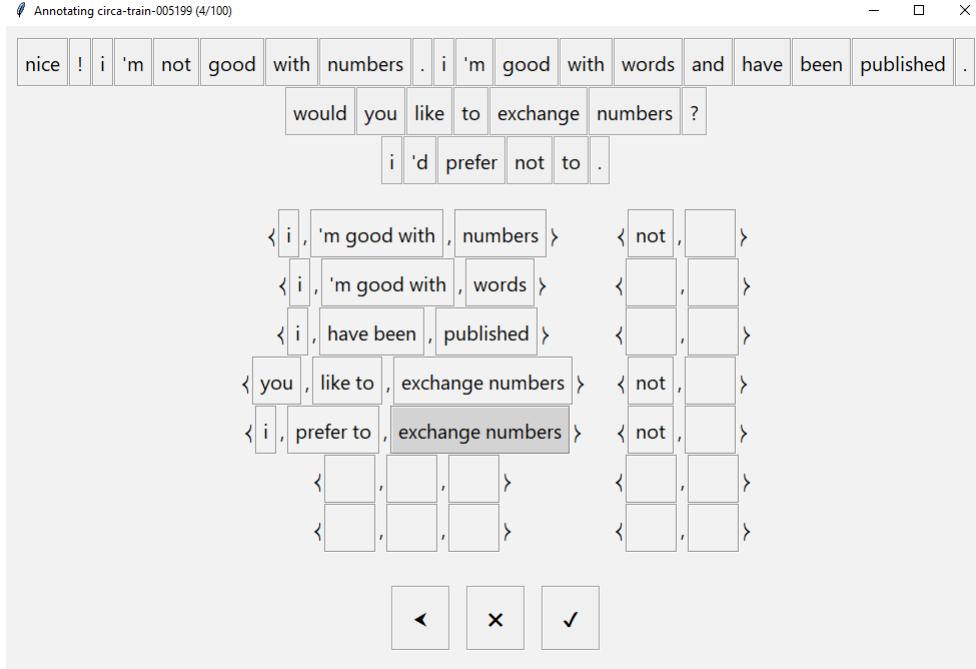 Annotating circa-train-005199 (4/100)
nice ! i 'm not good with numbers . i 'm good with words and have been published .
would you like to exchange numbers ?
i 'd prefer not to .
{ i , 'm good with , numbers } { not , }
{ i , 'm good with , words } { , }
{ i , have been , published } { , }
{ you , like to , exchange numbers } { not , }
{ i , prefer to , exchange numbers } { not , }
{ , , } { , }
{ , , } { , }